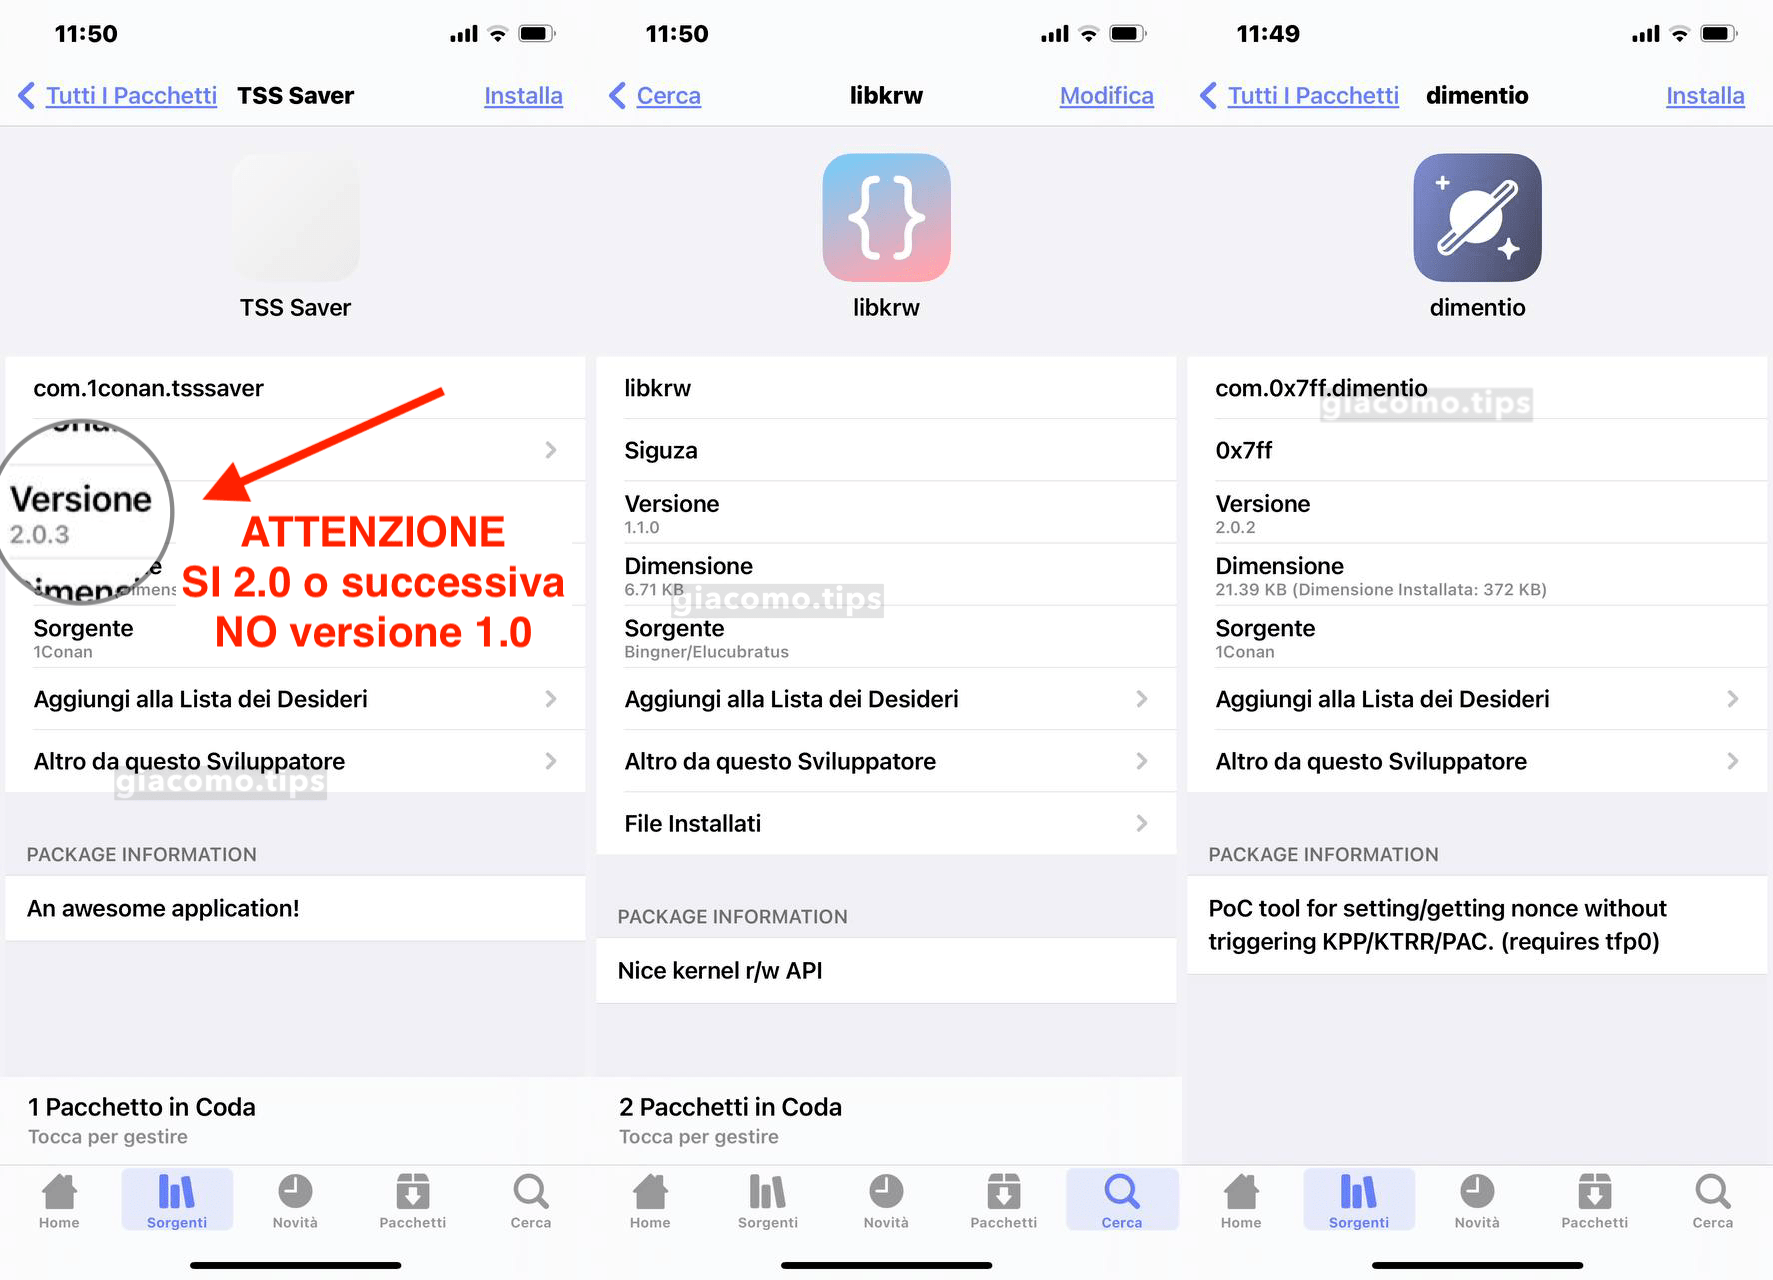 11:50
Tutti I Pacchetti
TSS Saver
Installa
TSS Saver
com.1conan.tsssaver
Versione
2.0.3
ATTENZIONE
SI 2.0 o successiva
NO versione 1.0
Sorgente
1Conan
Aggiungi alla Lista dei Desideri
Altro da questo Sviluppatore
giacomo.tips
PACKAGE INFORMATION
An awesome application!
1 Pacchetto in Coda
Tocca per gestire
Home
Sorgenti
Novità
Pacchetti
Cerca
11:50
Cerca
libkrw
Modifica
libkrw
libkrw
Siguza
Versione
1.1.0
Dimensione
6.71 KB
giacomo.tips
Sorgente
Bingner/Elucubratus
Aggiungi alla Lista dei Desideri
Altro da questo Sviluppatore
File Installati
PACKAGE INFORMATION
Nice kernel r/w API
2 Pacchetti in Coda
Tocca per gestire
Home
Sorgenti
Novità
Pacchetti
Cerca
11:49
Tutti I Pacchetti
dimentio
Installa
dimentio
com.0x7ff.dimentio
giacomo.tips
0x7ff
Versione
2.0.2
Dimensione
21.39 KB (Dimensione Installata: 372 KB)
Sorgente
1Conan
Aggiungi alla Lista dei Desideri
Altro da questo Sviluppatore
PACKAGE INFORMATION
PoC tool for setting/getting nonce without
triggering KPP/KTRR/PAC. (requires tfp0)
Home
Sorgenti
Novità
Pacchetti
Cerca